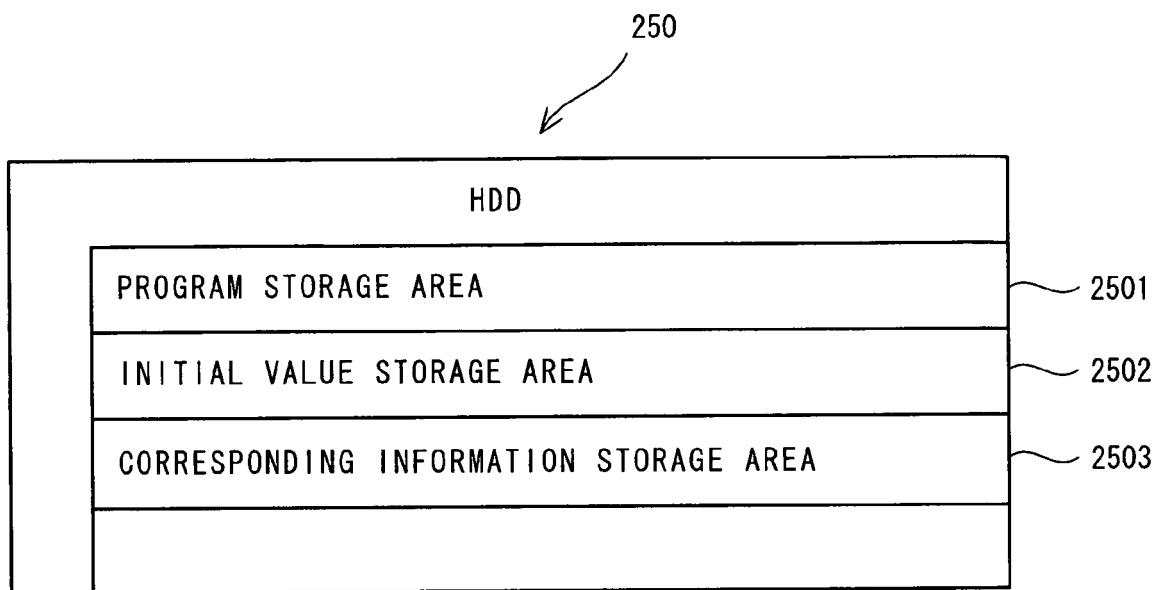 250
HDD
PROGRAM STORAGE AREA 2501
INITIAL VALUE STORAGE AREA 2502
CORRESPONDING INFORMATION STORAGE AREA 2503